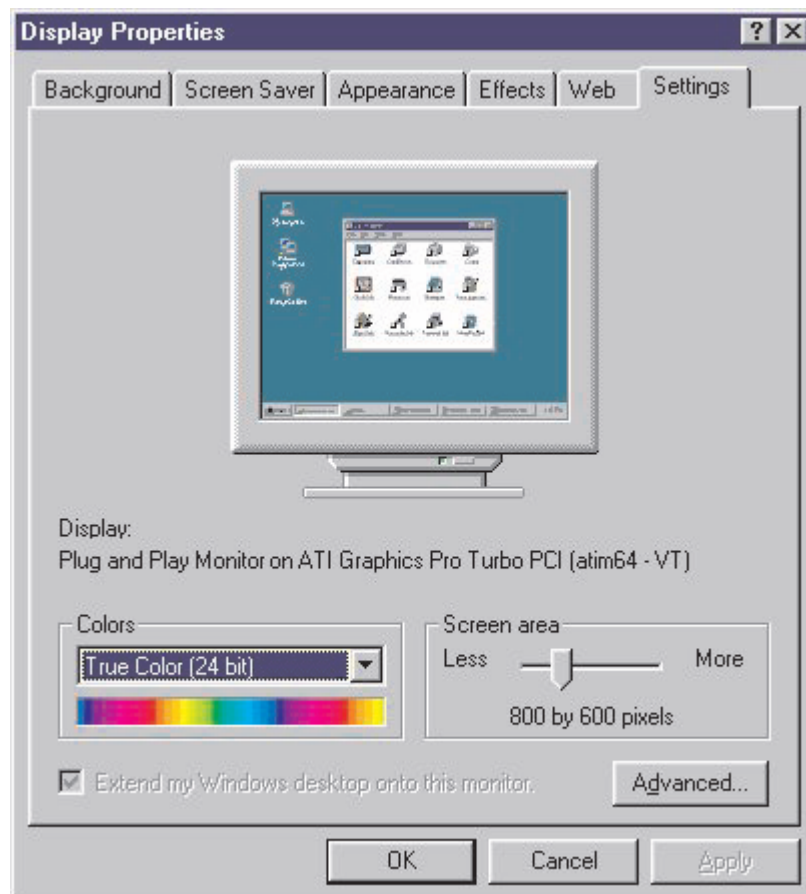 Display Properties
Background Screen Saver Appearance Effects Web Settings
Display:
Plug and Play Monitor on ATI Graphics Pro Turbo PCI (atim64 - VT)
Colors
True Color (24 bit)
Screen area
Less More
800 by 600 pixels
Extend my Windows desktop onto this monitor.
Advanced...
OK Cancel Apply